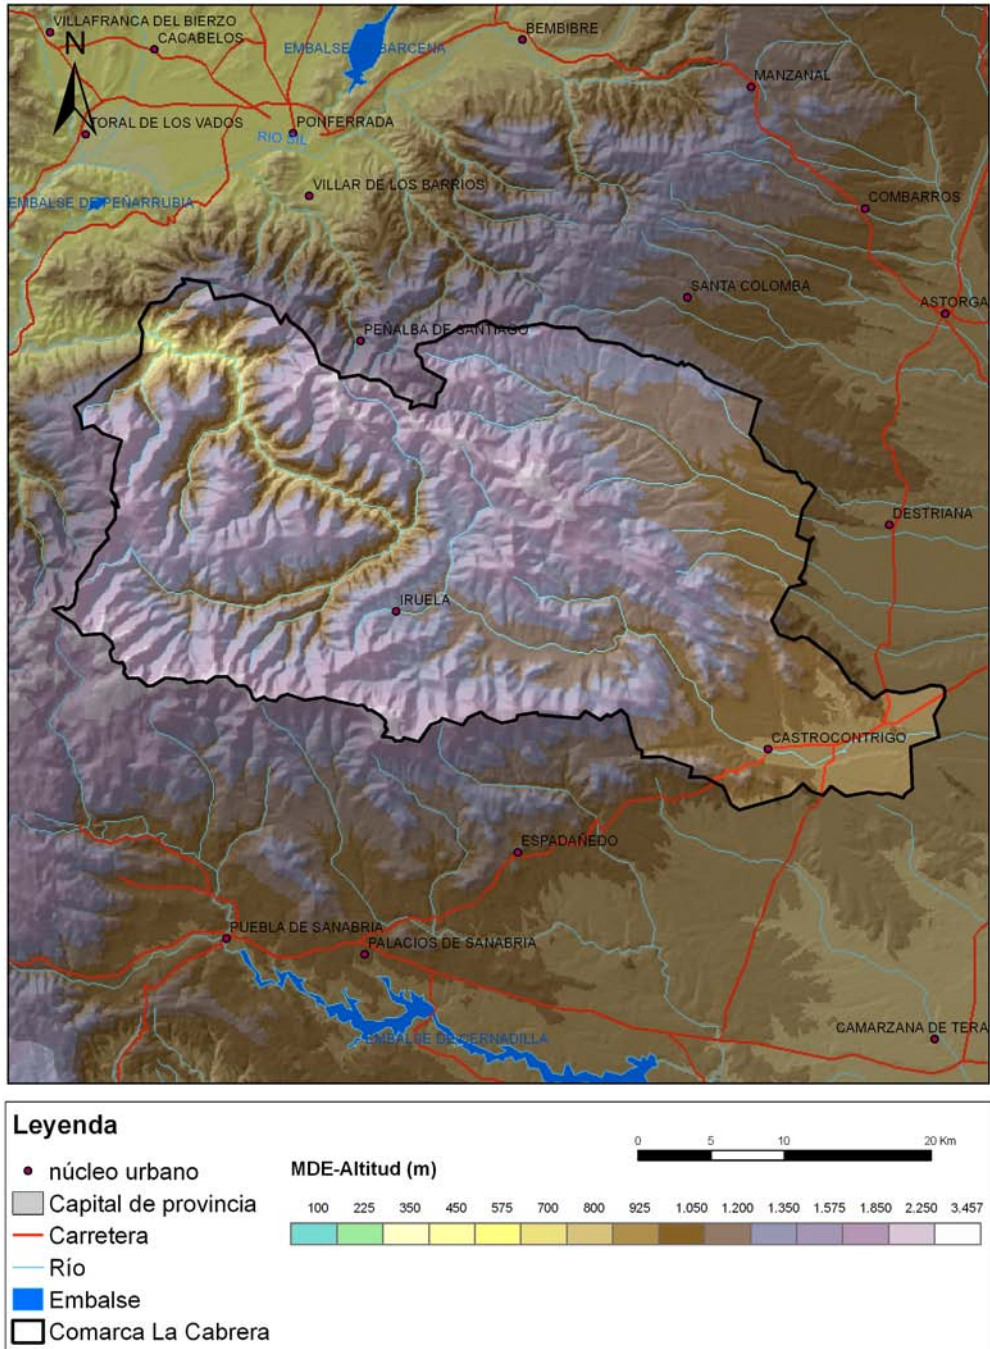 VILLAFRANCA DEL BIERZO
N
CACABELOS
EMBALSE DE BARCENA
BEMBIBRE
MANZANAL
TORAL DE LOS VADOS
PONFERRADA
RIO SIL
VILLAR DE LOS BARRIOS
EMBALSE DE PEÑARRUBIA
COMBARROS
SANTA COLOMBA
ASTORGA
PEÑALBA DE SANTIAGO
DESTRIANA
IRUELA
CASTROCONTRIGO
ESPADAÑEDO
PUEBLA DE SANABRIA
PALACIOS DE SANABRIA
CAMARZANA DE TERA
EMBALSE DE CERNADILLA
Leyenda
núcleo urbano
Capital de provincia
Carretera
Río
Embalse
Comarca La Cabrera
0 5 10 20 Km
MDE-Altitud (m)
100 225 350 450 575 700 800 925 1.050 1.200 1.350 1.575 1.850 2.250 3.457